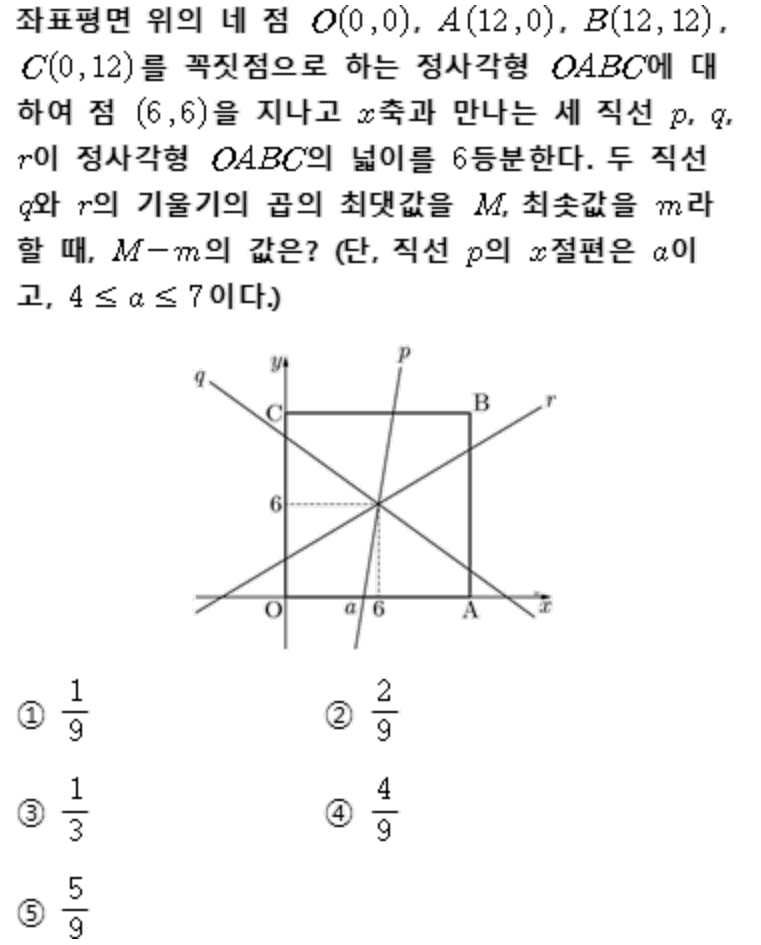 좌표평면 위의 네 점 O(0,0), A(12,0), B(12,12),
C(0,12)를 꼭짓점으로 하는 정사각형 OABC에 대
하여 점 (6,6)을 지나고 x축과 만나는 세 직선 p, q,
r이 정사각형 OABC의 넓이를 6등분한다. 두 직선
q와 r의 기울기의 곱의 최댓값을 M, 최솟값을 m라
할 때, M-m의 값은? (단, 직선 p의 x절편은 a이
고, 4 ≤ a ≤ 7이다.)
y p
q
C B r
6
O a 6 A x
① 1/9 ② 2/9
③ 1/3 ④ 4/9
⑤ 5/9